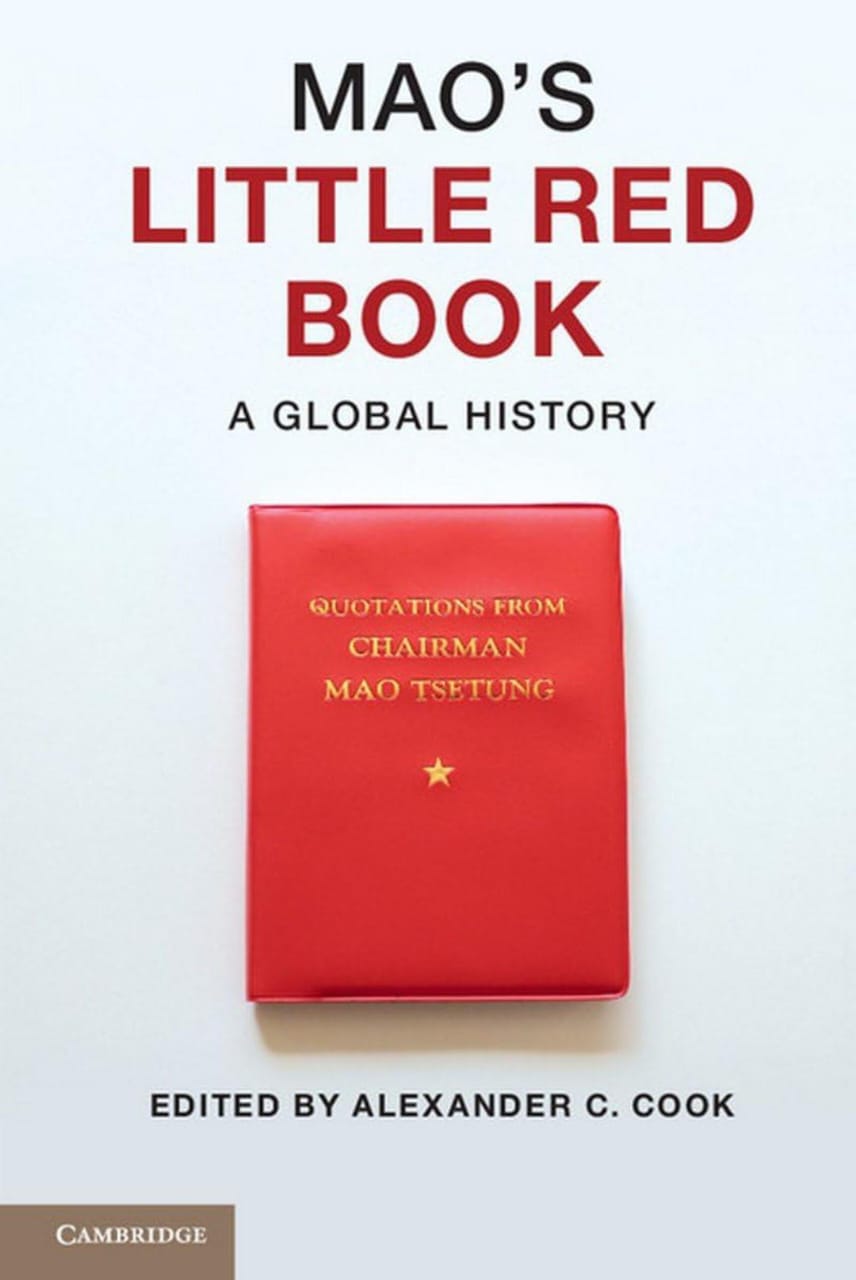 MAO'S
LITTLE RED
BOOK
A GLOBAL HISTORY
QUOTATIONS FROM
CHAIRMAN
MAO TSETUNG
EDITED BY ALEXANDER C. COOK
CAMBRIDGE